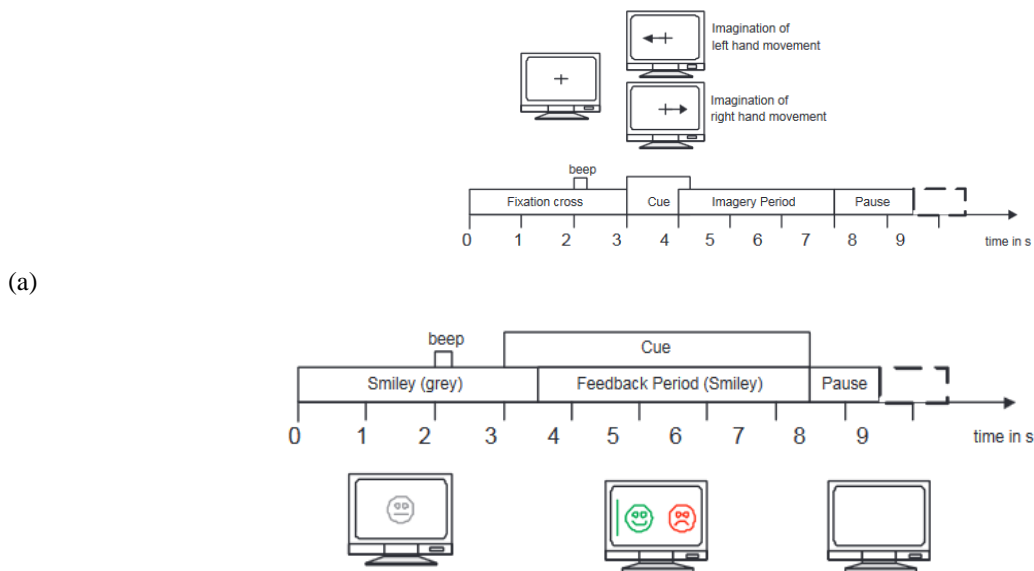 Imagination of
left hand movement
Imagination of
right hand movement
beep
Fixation cross Cue Imagery Period Pause
0 1 2 3 4 5 6 7 8 9 time in s
(a)
beep
Cue
Smiley (grey) Feedback Period (Smiley) Pause
0 1 2 3 4 5 6 7 8 9 time in s